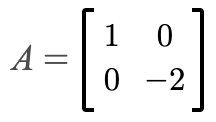 A = [ 1 0
0 −2 ]